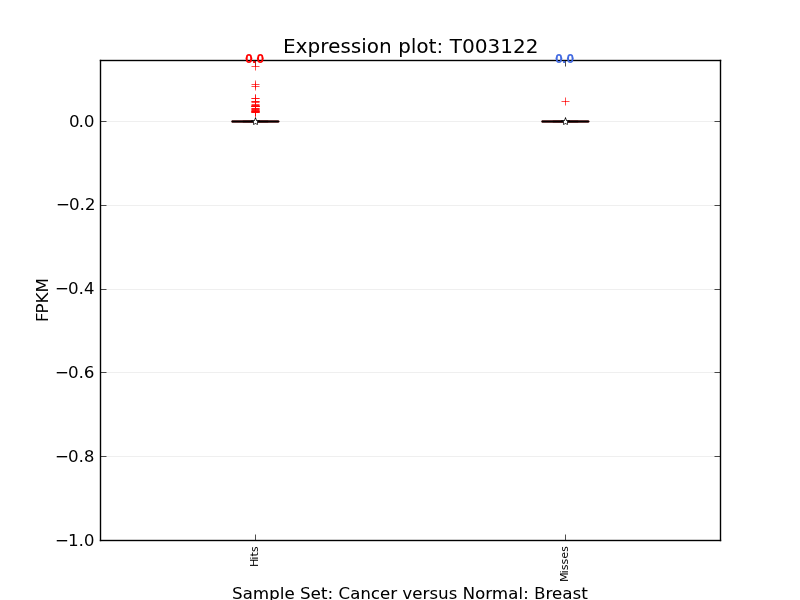 Expression plot: T003122
0.0 0.0
0.0
−0.2
−0.4
−0.6
−0.8
−1.0
FPKM
Hits Misses
Sample Set: Cancer versus Normal: Breast